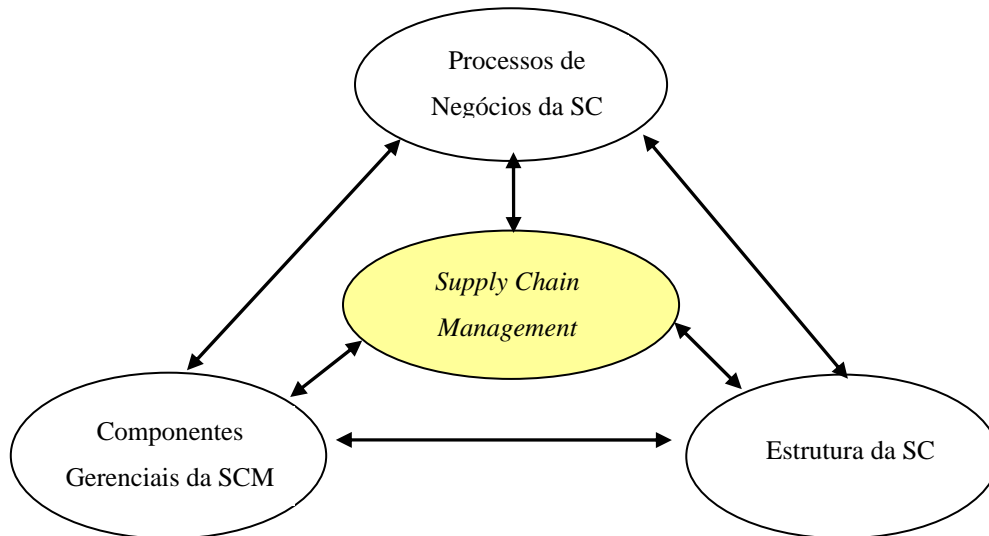 Processos de
Negócios da SC
Supply Chain
Management
Componentes
Gerenciais da SCM
Estrutura da SC